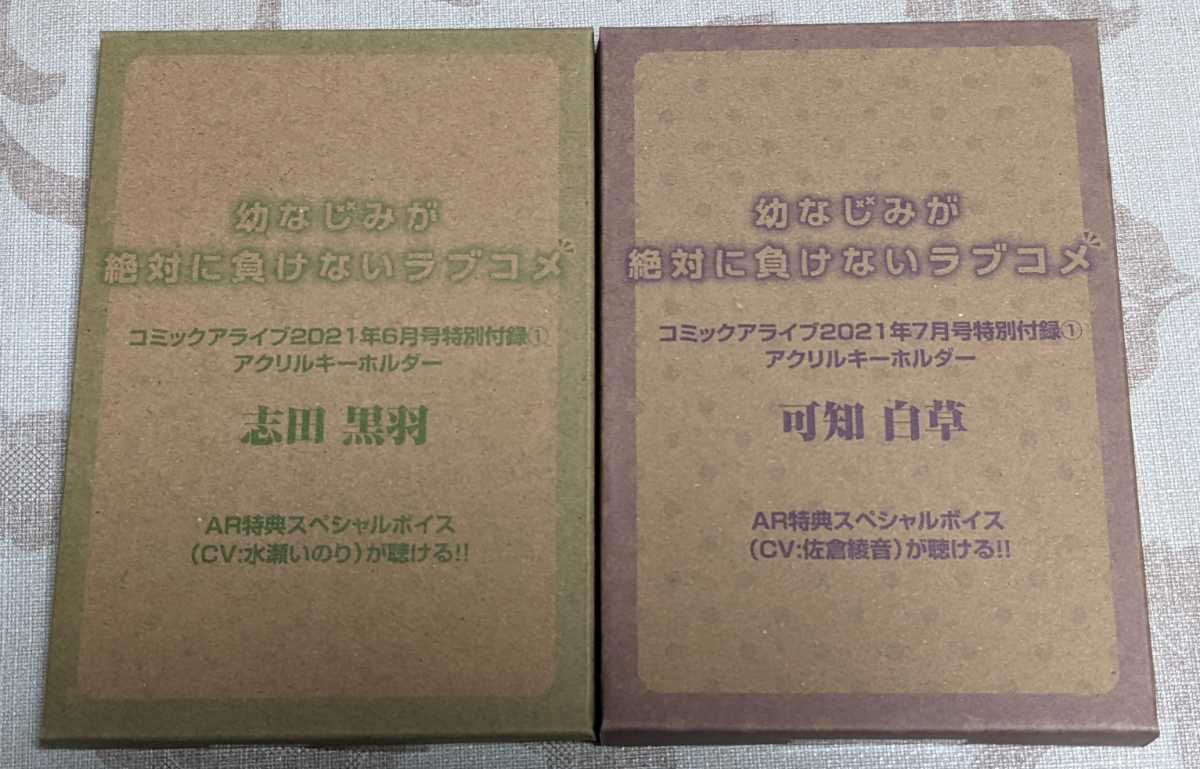 幼なじみが
絶対に負けないラブコメ
コミックアライブ2021年6月号特別付録①
アクリルキーホルダー
志田 黒羽
AR特典スペシャルボイス
(CV:水瀬いのり)が聴ける!!
幼なじみが
絶対に負けないラブコメ
コミックアライブ2021年7月号特別付録①
アクリルキーホルダー
可知 白草
AR特典スペシャルボイス
(CV:佐倉綾音)が聴ける!!